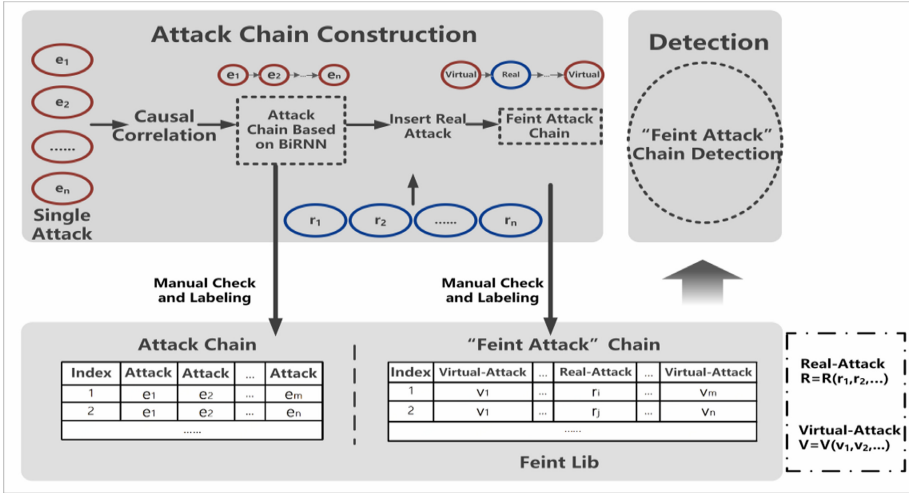 Attack Chain Construction
e1
e2
......
en
Single
Attack
Causal
Correlation
e1 e2 en
Attack
Chain Based
on BiRNN
Insert Real
Attack
Virtual Real Virtual
Feint Attack
Chain
r1 r2 ...... rn
Detection
“Feint Attack”
Chain Detection
Manual Check
and Labeling
Manual Check
and Labeling
Attack Chain
Index Attack Attack ... Attack
1 e1 e2 ... em
2 e1 e2 ... en
......
“Feint Attack” Chain
Index Virtual-Attack ... Real-Attack ... Virtual-Attack
1 v1 ... ri ... vm
2 v1 ... rj ... vn
......
Feint Lib
Real-Attack
R=R(r1,r2,...)
Virtual-Attack
V=V(v1,v2,...)